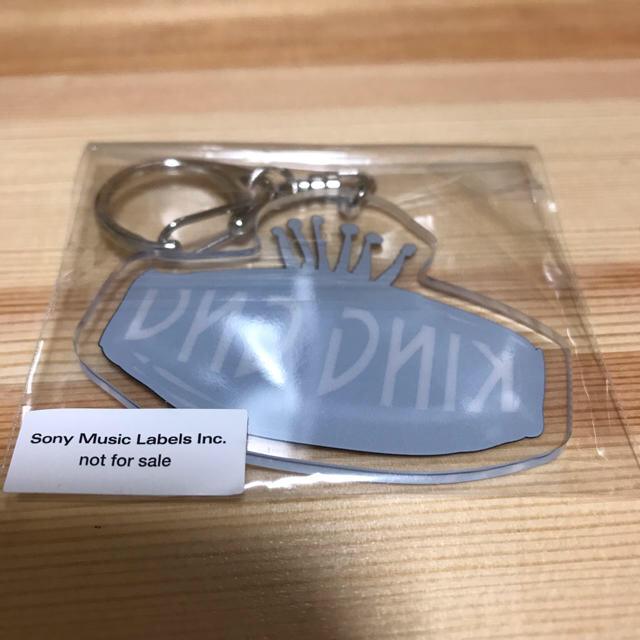 KING GNU
Sony Music Labels Inc.
not for sale